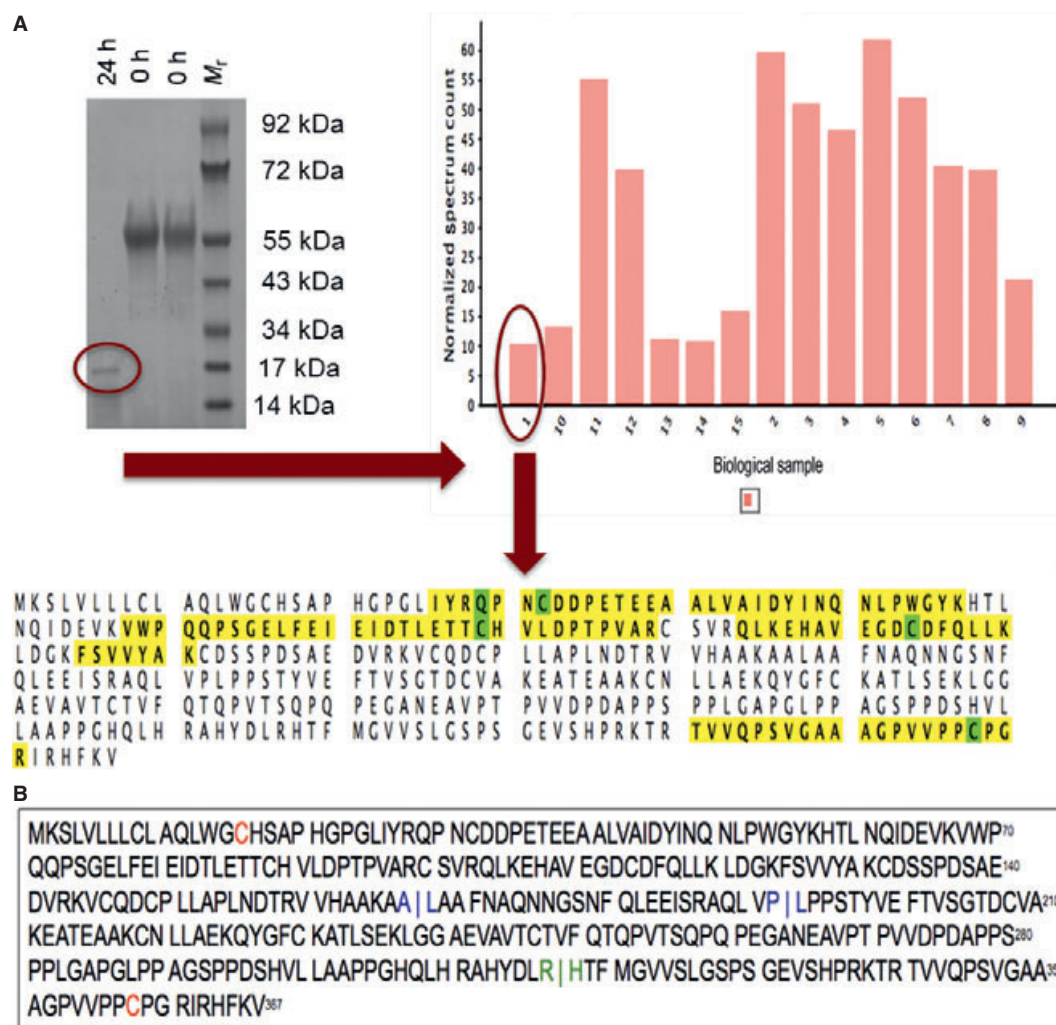 A
24 h
0 h
0 h
Mr
92 kDa
72 kDa
55 kDa
43 kDa
34 kDa
17 kDa
14 kDa
Normalized spectrum count
60
55
50
45
40
35
30
25
20
15
10
5
0
1 10 11 12 13 14 15 2 3 4 5 6 7 8 9
Biological sample
MKSLVLLLCL AQLWGCHSAP HGPGLIYRQP NCDDPETEEA ALVAIDYINQ NLPWGYKHTL
NQIDEVKVWP QQPSGELFEI EIDTLETTCH VLDPTPVARC SVRQLKEHAV EGDCDFQLLK
LDGKFSVVYA KCDSSPDSAE DVRKVCQDCP LLAPLNDTRV VHAAKAALAA FNAQNNGSNF
QLEEISRAQL VPLPPSTYVE FTVSGTDCVA KEATEAAKCN LLAEKQYGFC KATLSEKLGG
AEVAVTCTVF QTQPVTSQPQ PEGANEAVPT PVVDPDAPPS PPLGAPGLPP AGSPPDSHVL
LAAPPGHQLH RAHYDLRHTF MGVVSLGSPS GEVSHPRKTR TVVQPSVGAA AGPVVPPCPG
RIRHFKV
B
MKSLVLLLCL AQLWGCHSAP HGPGLIYRQP NCDDPETEEA ALVAIDYINQ NLPWGYKHTL NQIDEVKVWP70
QQPSGELFEI EIDTLETTCH VLDPTPVARC SVRQLKEHAV EGDCDFQLLK LDGKFSVVYA KCDSSPDSAE140
DVRKVCQDCP LLAPLNDTRV VHAAKAA|LAA FNAQNNGSNF QLEEISRAQL VP|LPPSTYVE FTVSGTDCVA210
KEATEAAKCN LLAEKQYGFC KATLSEKLGG AEVAVTCTVF QTQPVTSQPQ PEGANEAVPT PVVDPDAPPS280
PPLGAPGLPP AGSPPDSHVL LAAPPGHQLH RAHYDLR|HTF MGVVSLGSPS GEVSHPRKTR TVVQPSVGAA35
AGPVVPPCPG RIRHFKV367